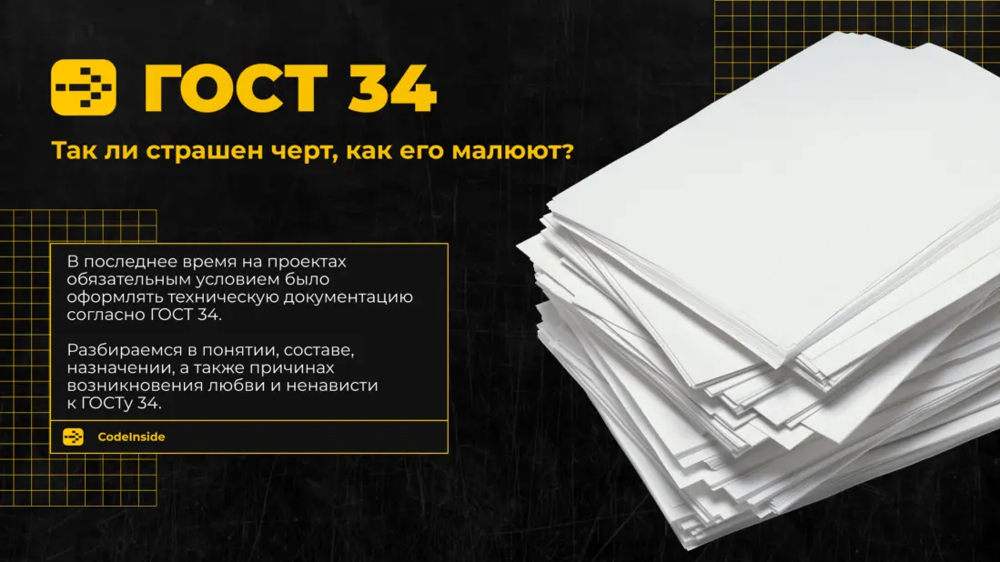 ГОСТ 34
Так ли страшен черт, как его малюют?
В последнее время на проектах
обязательным условием было
оформлять техническую документацию
согласно ГОСТ 34.
Разбираемся в понятии, составе,
назначении, а также причинах
возникновения любви и ненависти
к ГОСТу 34.
CodeInside